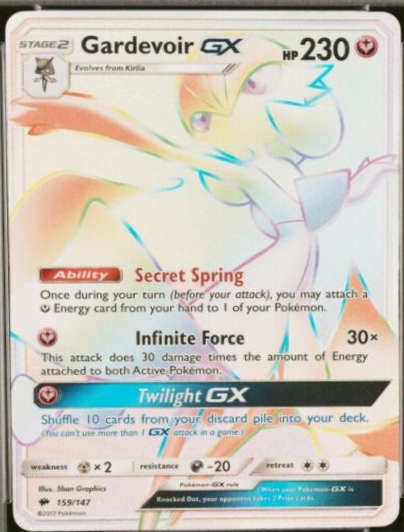 STAGE 2 Gardevoir GX HP 230
Evolves from Kirlia
Ability Secret Spring
Once during your turn (before your attack), you may attach a
Energy card from your hand to 1 of your Pokémon.
Infinite Force 30×
This attack does 30 damage times the amount of Energy
attached to both Active Pokémon.
Twilight GX
Shuffle 10 cards from your discard pile into your deck.
(You can't use more than 1 GX attack in a game.)
weakness × 2 resistance -20 retreat
Illus. 5ban Graphics
Pokémon-GX rule
When your Pokémon-GX is
Knocked Out, your opponent takes 2 Prize cards.
159/147
©2017 Pokémon